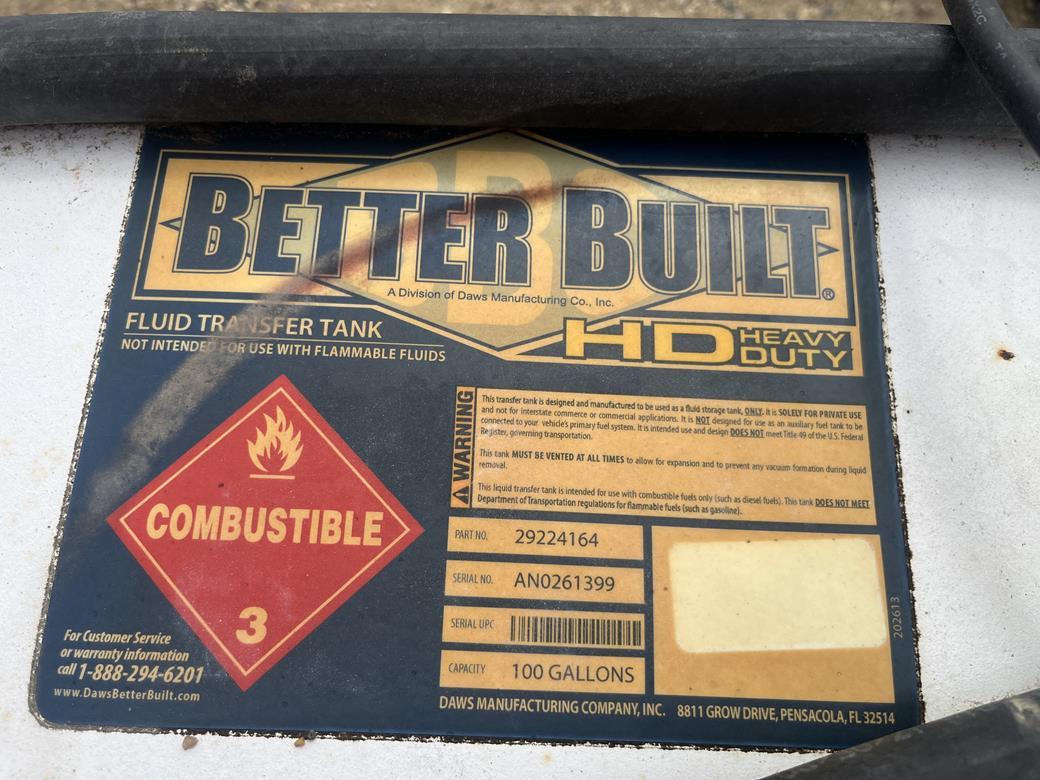 BETTER BUILT®
A Division of Daws Manufacturing Co., Inc.
FLUID TRANSFER TANK
NOT INTENDED FOR USE WITH FLAMMABLE FLUIDS
HD HEAVY DUTY
WARNING
This transfer tank is designed and manufactured to be used as a fluid storage tank, ONLY. It is SOLELY FOR PRIVATE USE
and not for interstate commerce or commercial applications. It is NOT designed for use as an auxiliary fuel tank to be
connected to your vehicle's primary fuel system. It is intended use and design DOES NOT meet Title 49 of the U.S. Federal
Register, governing transportation.
This tank MUST BE VENTED AT ALL TIMES to allow for expansion and to prevent any vacuum formation during liquid
removal.
This liquid transfer tank is intended for use with combustible fuels only (such as diesel fuels). This tank DOES NOT MEET
Department of Transportation regulations for flammable fuels (such as gasoline).
COMBUSTIBLE
3
PART NO. 29224164
SERIAL NO. AN0261399
SERIAL UPC
CAPACITY 100 GALLONS
202613
For Customer Service
or warranty information
call 1-888-294-6201
www.DawsBetterBuilt.com
DAWS MANUFACTURING COMPANY, INC. 8811 GROW DRIVE, PENSACOLA, FL 32514